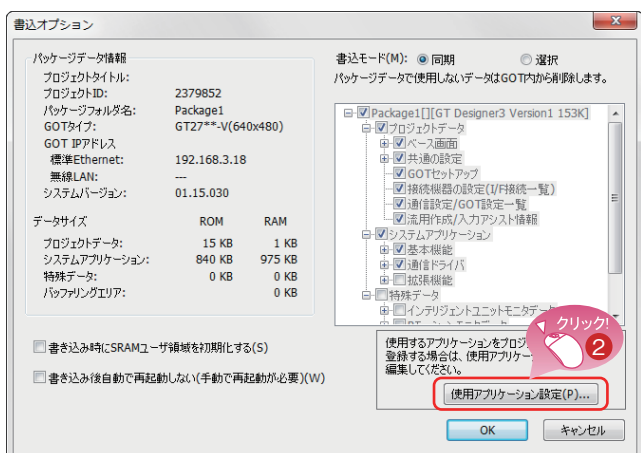 書込オプション
パッケージデータ情報
プロジェクトタイトル:
プロジェクトID: 2379852
パッケージフォルダ名: Package1
GOTタイプ: GT27**-V(640x480)
GOT IPアドレス
標準Ethernet: 192.168.3.18
無線LAN: ---
システムバージョン: 01.15.030
データサイズ ROM RAM
プロジェクトデータ: 15 KB 1 KB
システムアプリケーション: 840 KB 975 KB
特殊データ: 0 KB 0 KB
バッファリングエリア: 0 KB
書き込み時にSRAMユーザ領域を初期化する(S)
書き込み後自動で再起動しない(手動で再起動が必要)(W)
書込モード(M): 同期 選択
パッケージデータで使用しないデータはGOT内から削除します。
Package1[][GT Designer3 Version1 153K]
プロジェクトデータ
ベース画面
共通の設定
GOTセットアップ
接続機器の設定(I/F接続一覧)
通信設定/GOT設定一覧
流用作成/入力アシスト情報
システムアプリケーション
基本機能
通信ドライバ
拡張機能
特殊データ
インテリジェントユニットモニタデータ
クリック!
2
使用するアプリケーションをプロジ
登録する場合は、使用アプリケー
編集してください。
使用アプリケーション設定(P)...
OK キャンセル